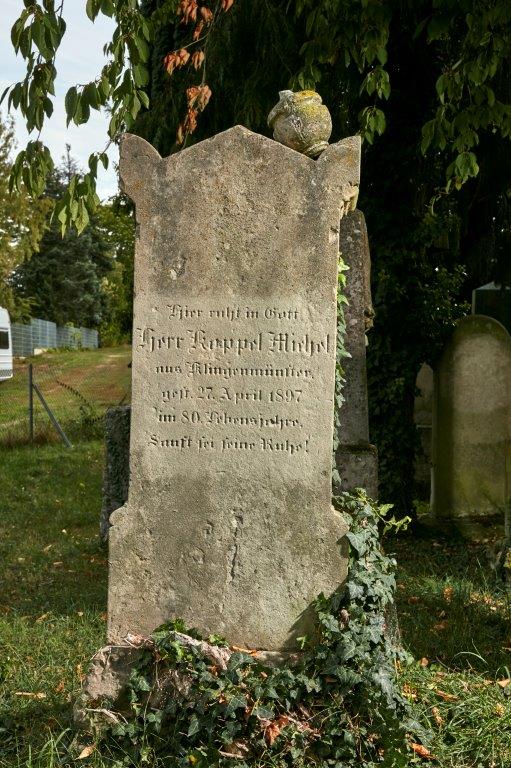 Hier ruht in Gott
Herr Koppel Michel
aus Klingenmünster,
gest. 27. April 1897
im 80. Lebensjahre.
Sanft sei seine Ruhe!